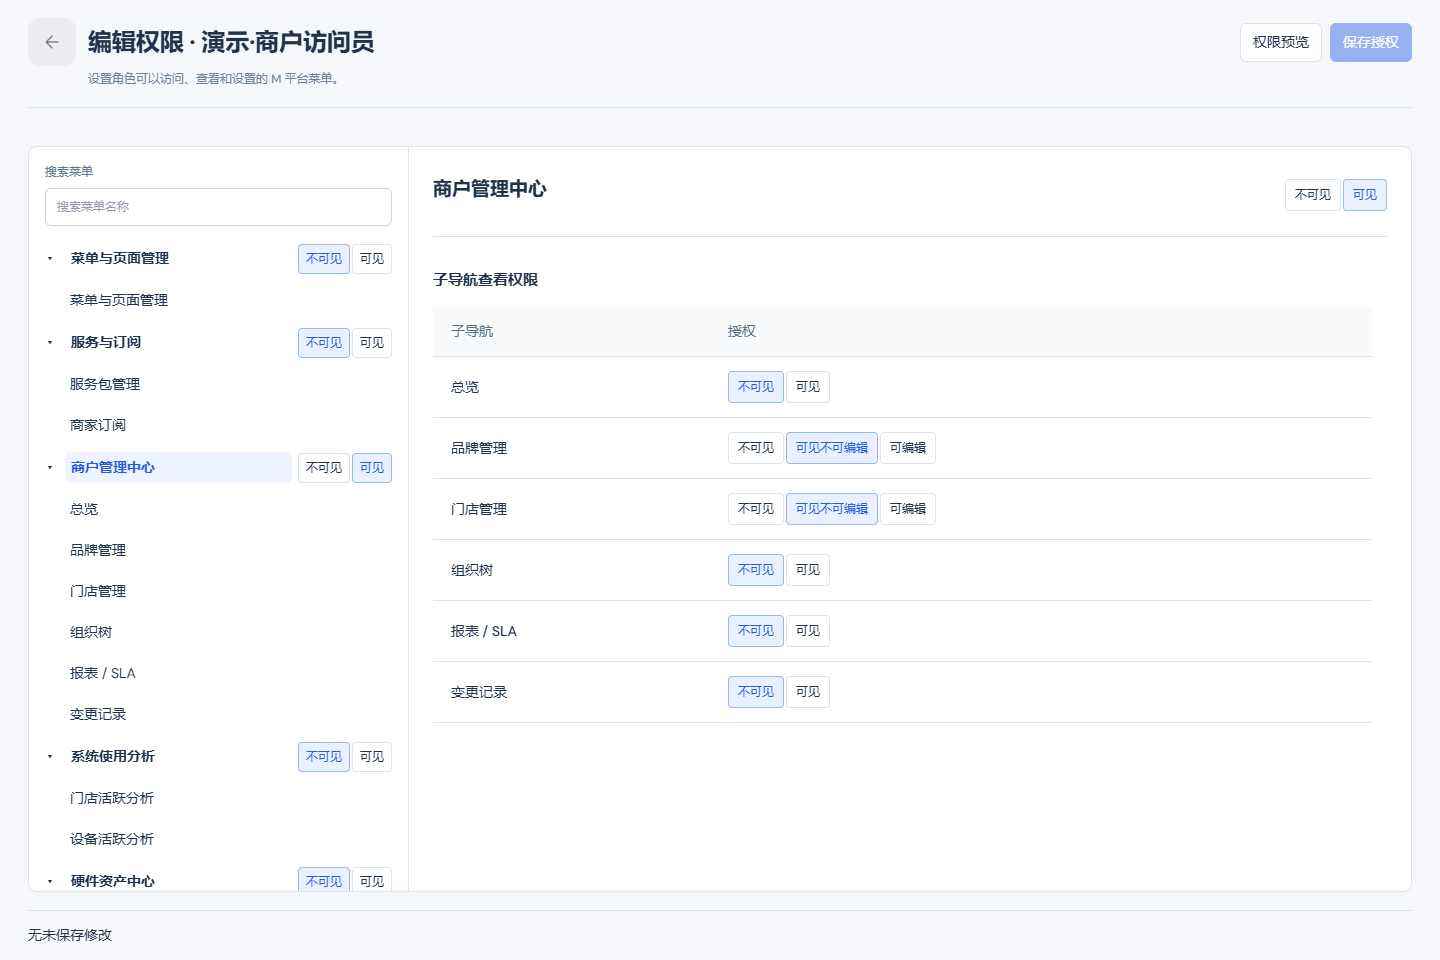 编辑权限 · 演示·商户访问员
设置角色可以访问、查看和设置的 M 平台菜单。
权限预览 保存授权
搜索菜单
搜索菜单名称
菜单与页面管理 不可见 可见
菜单与页面管理
服务与订阅 不可见 可见
服务包管理
商家订阅
商户管理中心 不可见 可见
总览
品牌管理
门店管理
组织树
报表 / SLA
变更记录
系统使用分析 不可见 可见
门店活跃分析
设备活跃分析
硬件资产中心 不可见 可见
商户管理中心 不可见 可见
子导航查看权限
子导航 授权
总览 不可见 可见
品牌管理 不可见 可见不可编辑 可编辑
门店管理 不可见 可见不可编辑 可编辑
组织树 不可见 可见
报表 / SLA 不可见 可见
变更记录 不可见 可见
无未保存修改